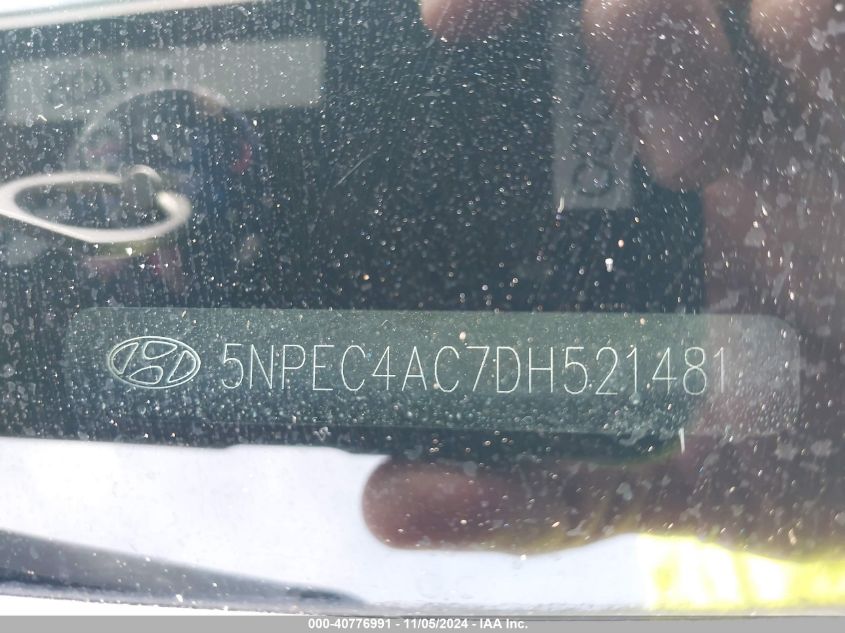 5NPEC4AC7DH521481
000-40776991 - 11/05/2024 - IAA Inc.